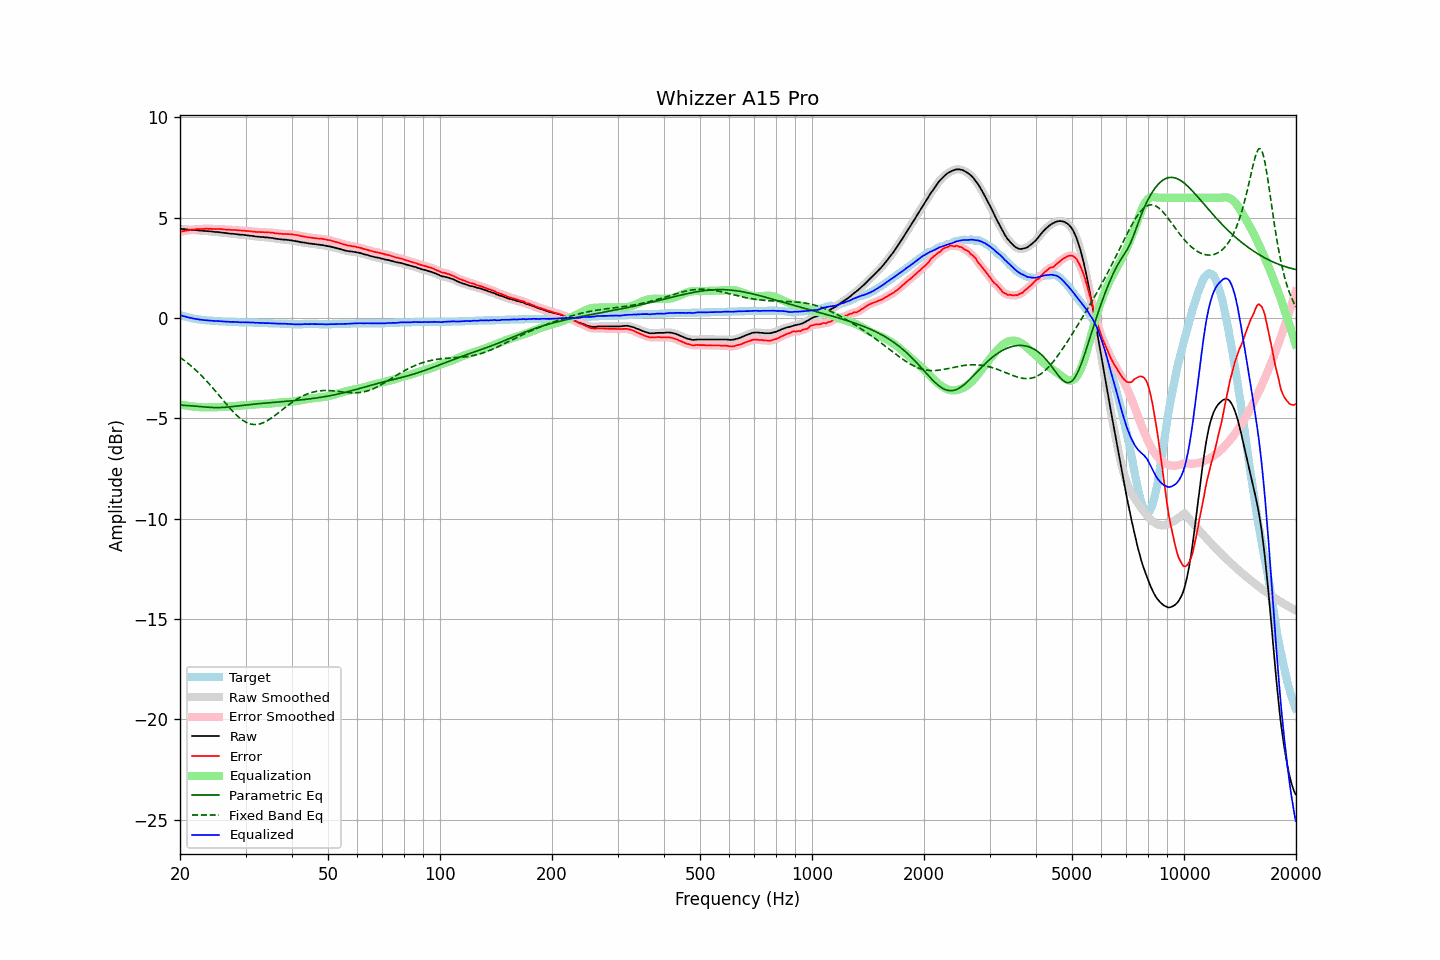 Whizzer A15 Pro
10
5
0
−5
−10
−15
−20
−25
Amplitude (dBr)
Target
Raw Smoothed
Error Smoothed
Raw
Error
Equalization
Parametric Eq
Fixed Band Eq
Equalized
20
50
100
200
500
1000
2000
5000
10000
20000
Frequency (Hz)